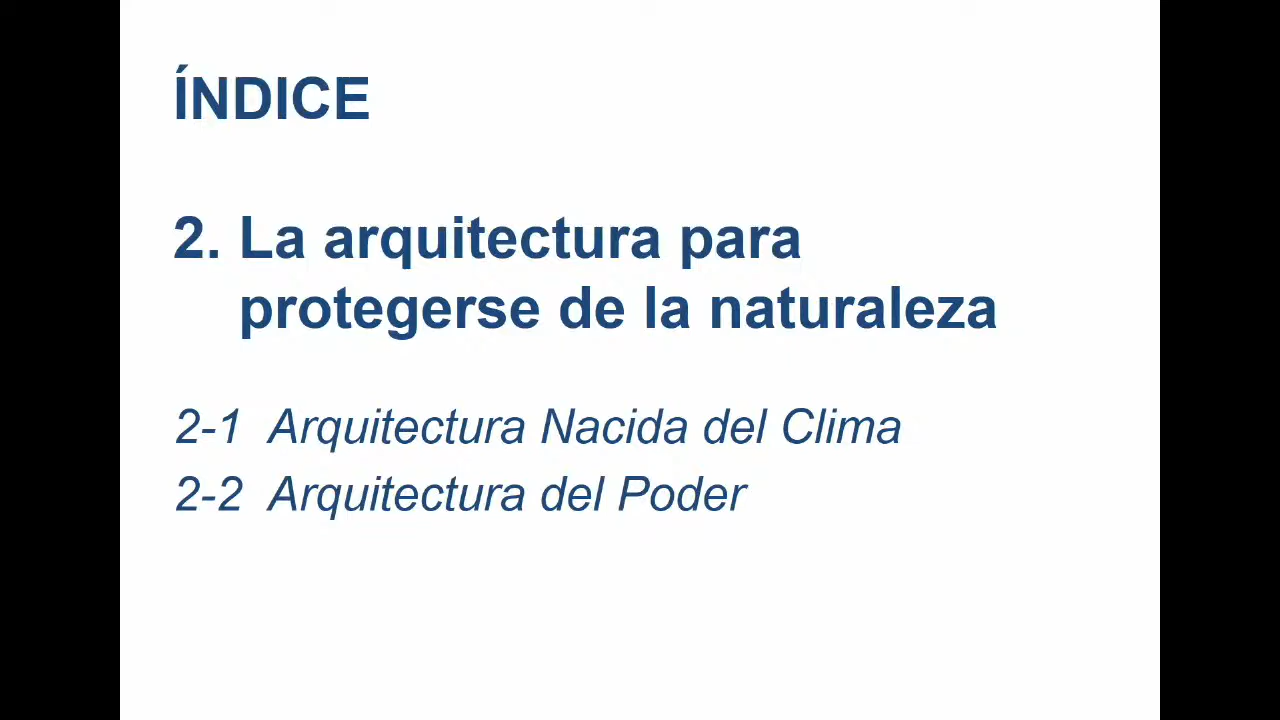 ÍNDICE
2. La arquitectura para
protegerse de la naturaleza
2-1 Arquitectura Nacida del Clima
2-2 Arquitectura del Poder